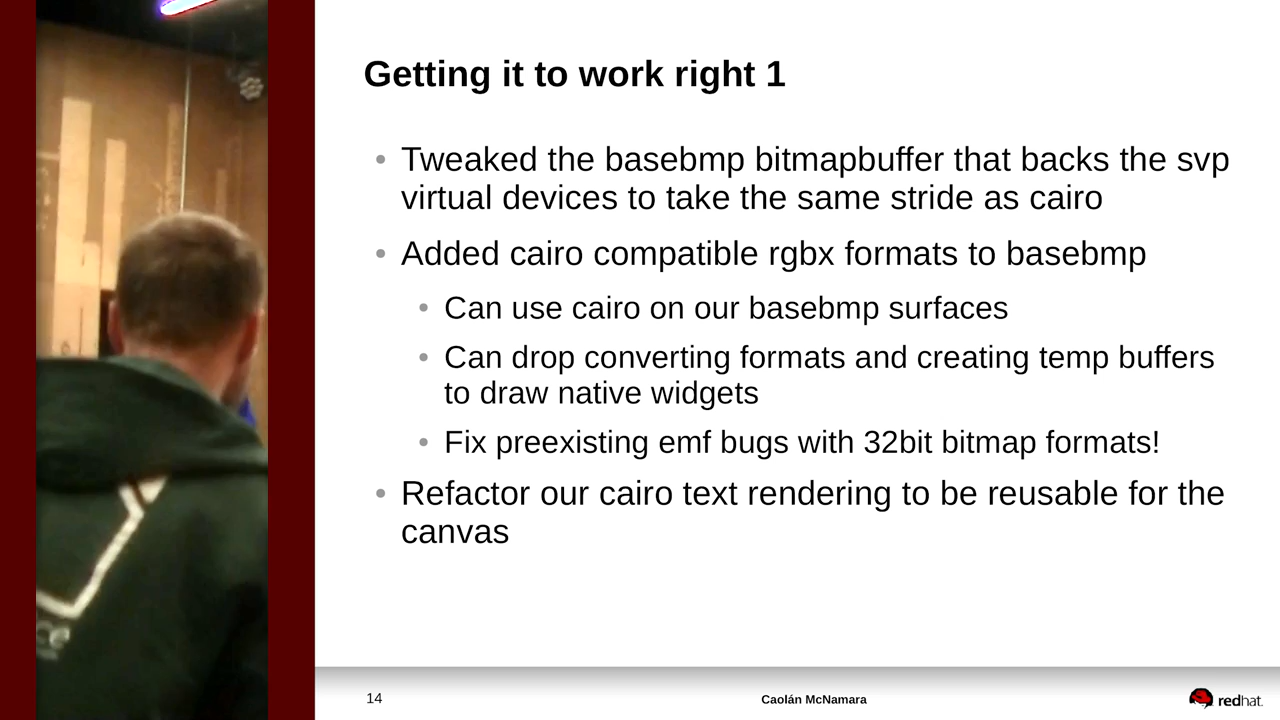 Getting it to work right 1
• Tweaked the basebmp bitmapbuffer that backs the svp
virtual devices to take the same stride as cairo
• Added cairo compatible rgbx formats to basebmp
• Can use cairo on our basebmp surfaces
• Can drop converting formats and creating temp buffers
to draw native widgets
• Fix preexisting emf bugs with 32bit bitmap formats!
• Refactor our cairo text rendering to be reusable for the
canvas
14
Caolán McNamara
redhat.